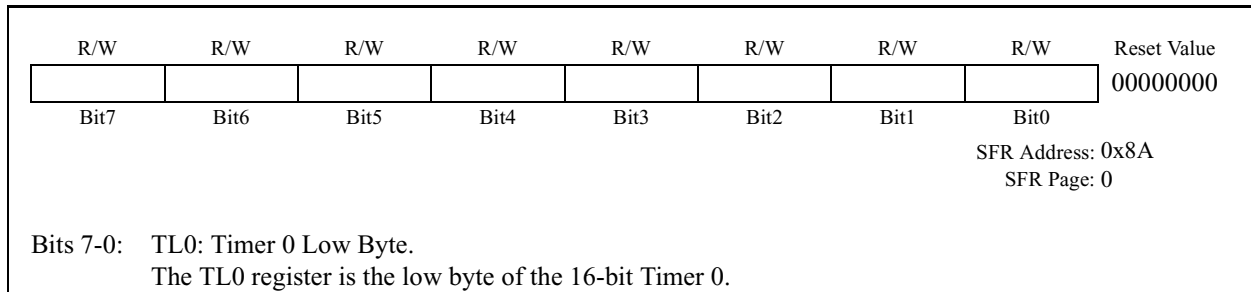 R/W R/W R/W R/W R/W R/W R/W R/W Reset Value
00000000
Bit7 Bit6 Bit5 Bit4 Bit3 Bit2 Bit1 Bit0
SFR Address: 0x8A
SFR Page: 0
Bits 7-0: TL0: Timer 0 Low Byte.
The TL0 register is the low byte of the 16-bit Timer 0.